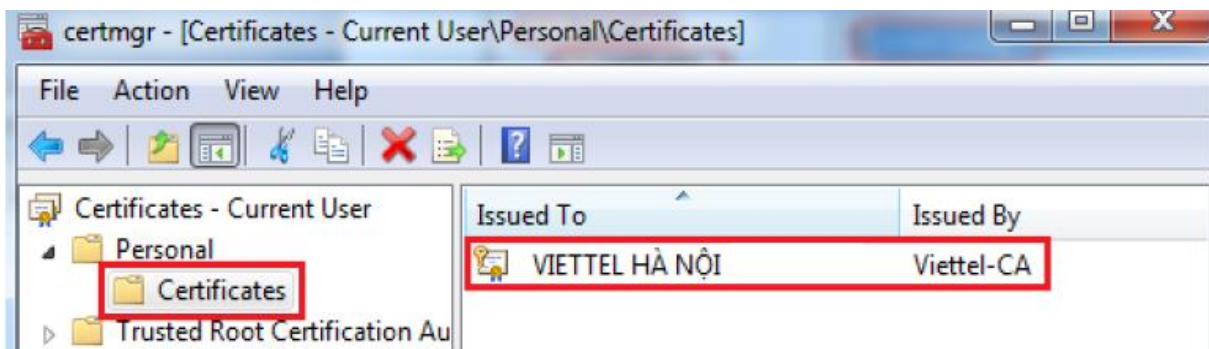 certmgr - [Certificates - Current User\Personal\Certificates]
File Action View Help
Certificates - Current User
Personal
Certificates
Trusted Root Certification Au
Issued To Issued By
VIETTEL HÀ NỘI Viettel-CA